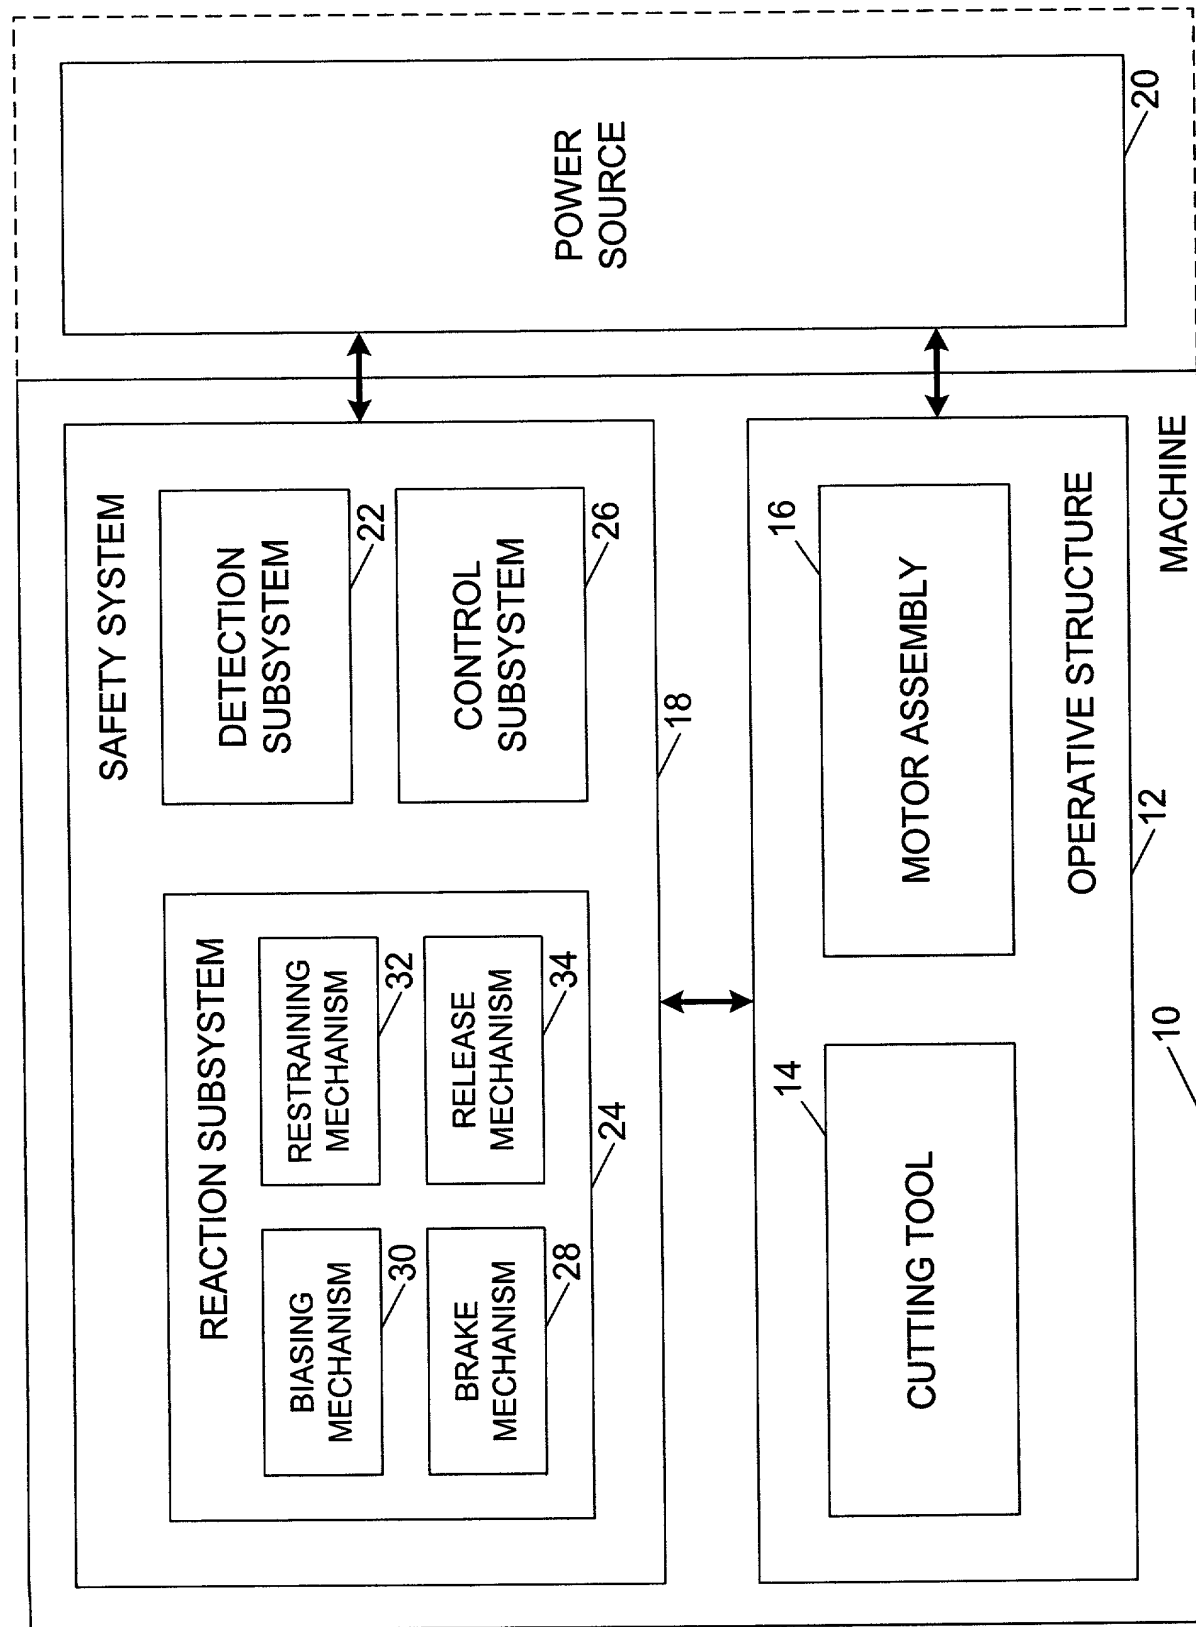 MACHINE
10
SAFETY SYSTEM
18
REACTION SUBSYSTEM
24
BIASING
MECHANISM
30
RESTRAINING
MECHANISM
32
BRAKE
MECHANISM
28
RELEASE
MECHANISM
34
DETECTION
SUBSYSTEM
22
CONTROL
SUBSYSTEM
26
14
CUTTING TOOL
16
MOTOR ASSEMBLY
OPERATIVE STRUCTURE
12
POWER
SOURCE
20